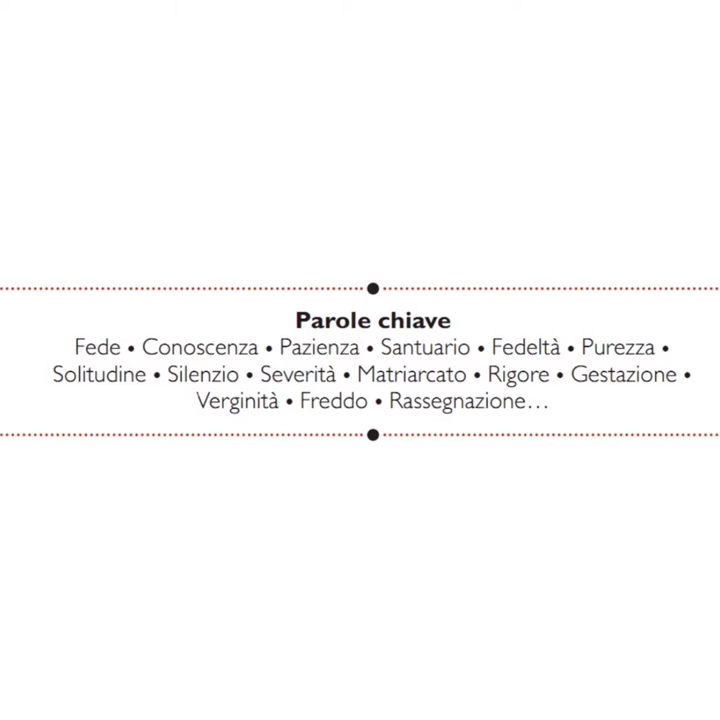 Parole chiave
Fede • Conoscenza • Pazienza • Santuario • Fedeltà • Purezza •
Solitudine • Silenzio • Severità • Matriarcato • Rigore • Gestazione •
Verginità • Freddo • Rassegnazione…